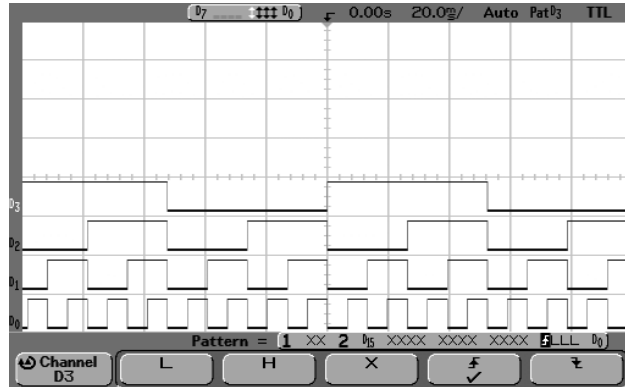 D7 D0 0.00s 20.0ms/ Auto Pat D3 TTL
D3
D2
D1
D0
Pattern = 1 XX 2 D15 XXXX XXXX XXXX LLL D0
Channel D3 L H X